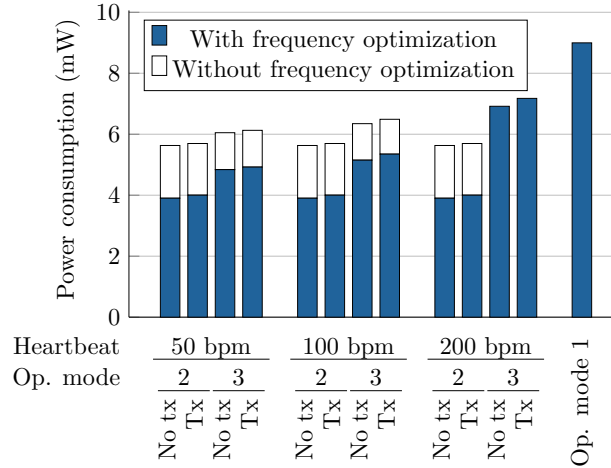 Power consumption (mW)
10
8
6
4
2
0
With frequency optimization
Without frequency optimization
Heartbeat 50 bpm 100 bpm 200 bpm
Op. mode 2 3 2 3 2 3
No tx Tx No tx Tx No tx Tx No tx Tx No tx Tx No tx Tx
Op. mode 1